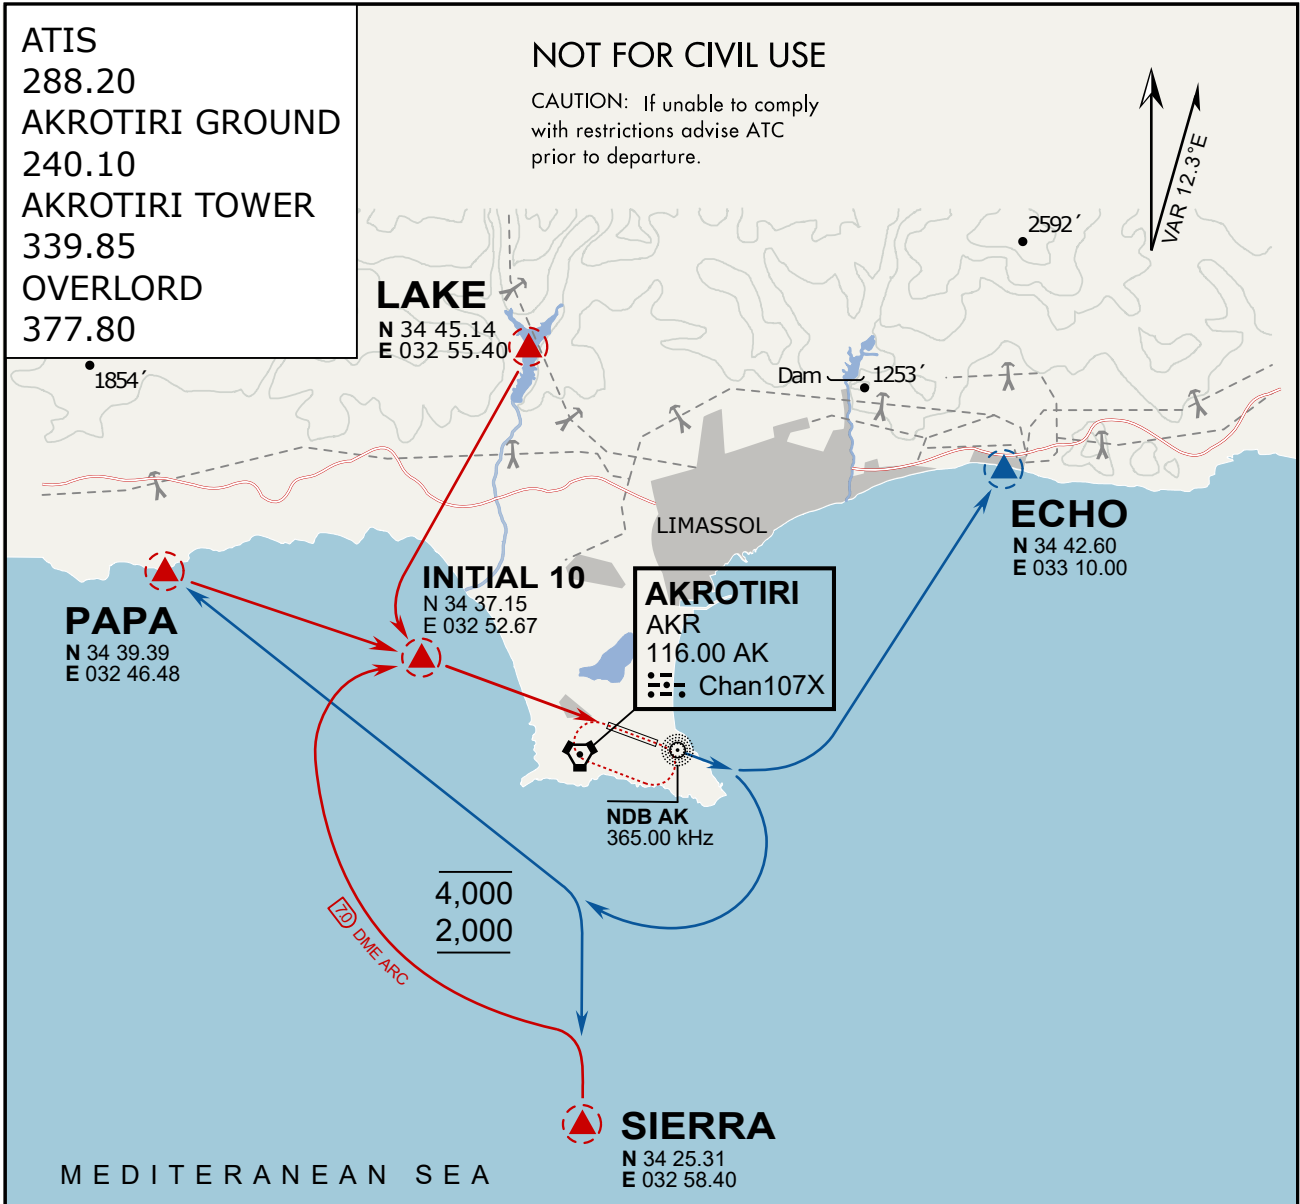 ATIS
288.20
AKROTIRI GROUND
240.10
AKROTIRI TOWER
339.85
OVERLORD
377.80
NOT FOR CIVIL USE
CAUTION: If unable to comply
with restrictions advise ATC
prior to departure.
VAR 12.3°E
2592´
LAKE
N 34 45.14
E 032 55.40
1854´
Dam
1253´
LIMASSOL
ECHO
N 34 42.60
E 033 10.00
PAPA
N 34 39.39
E 032 46.48
INITIAL 10
N 34 37.15
E 032 52.67
AKROTIRI
AKR
116.00 AK
Chan107X
NDB AK
365.00 kHz
4,000
2,000
7.0 DME ARC
SIERRA
N 34 25.31
E 032 58.40
MEDITERANEAN SEA